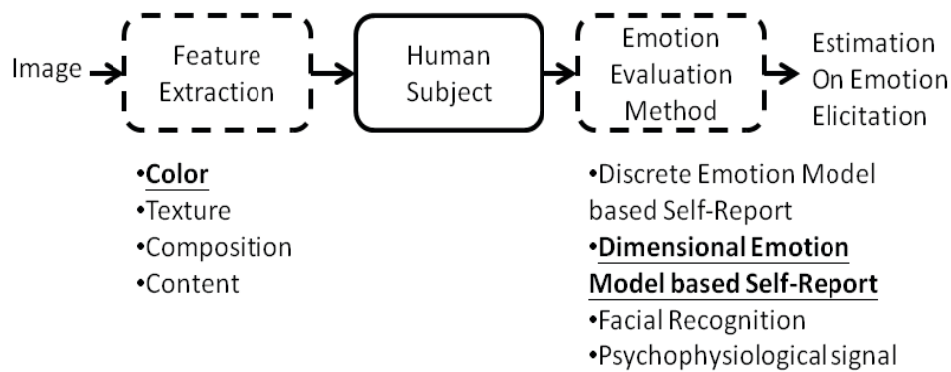 Image
Feature
Extraction
Human
Subject
Emotion
Evaluation
Method
Estimation
On Emotion
Elicitation
•Color
•Texture
•Composition
•Content
•Discrete Emotion Model
based Self-Report
•Dimensional Emotion
Model based Self-Report
•Facial Recognition
•Psychophysiological signal